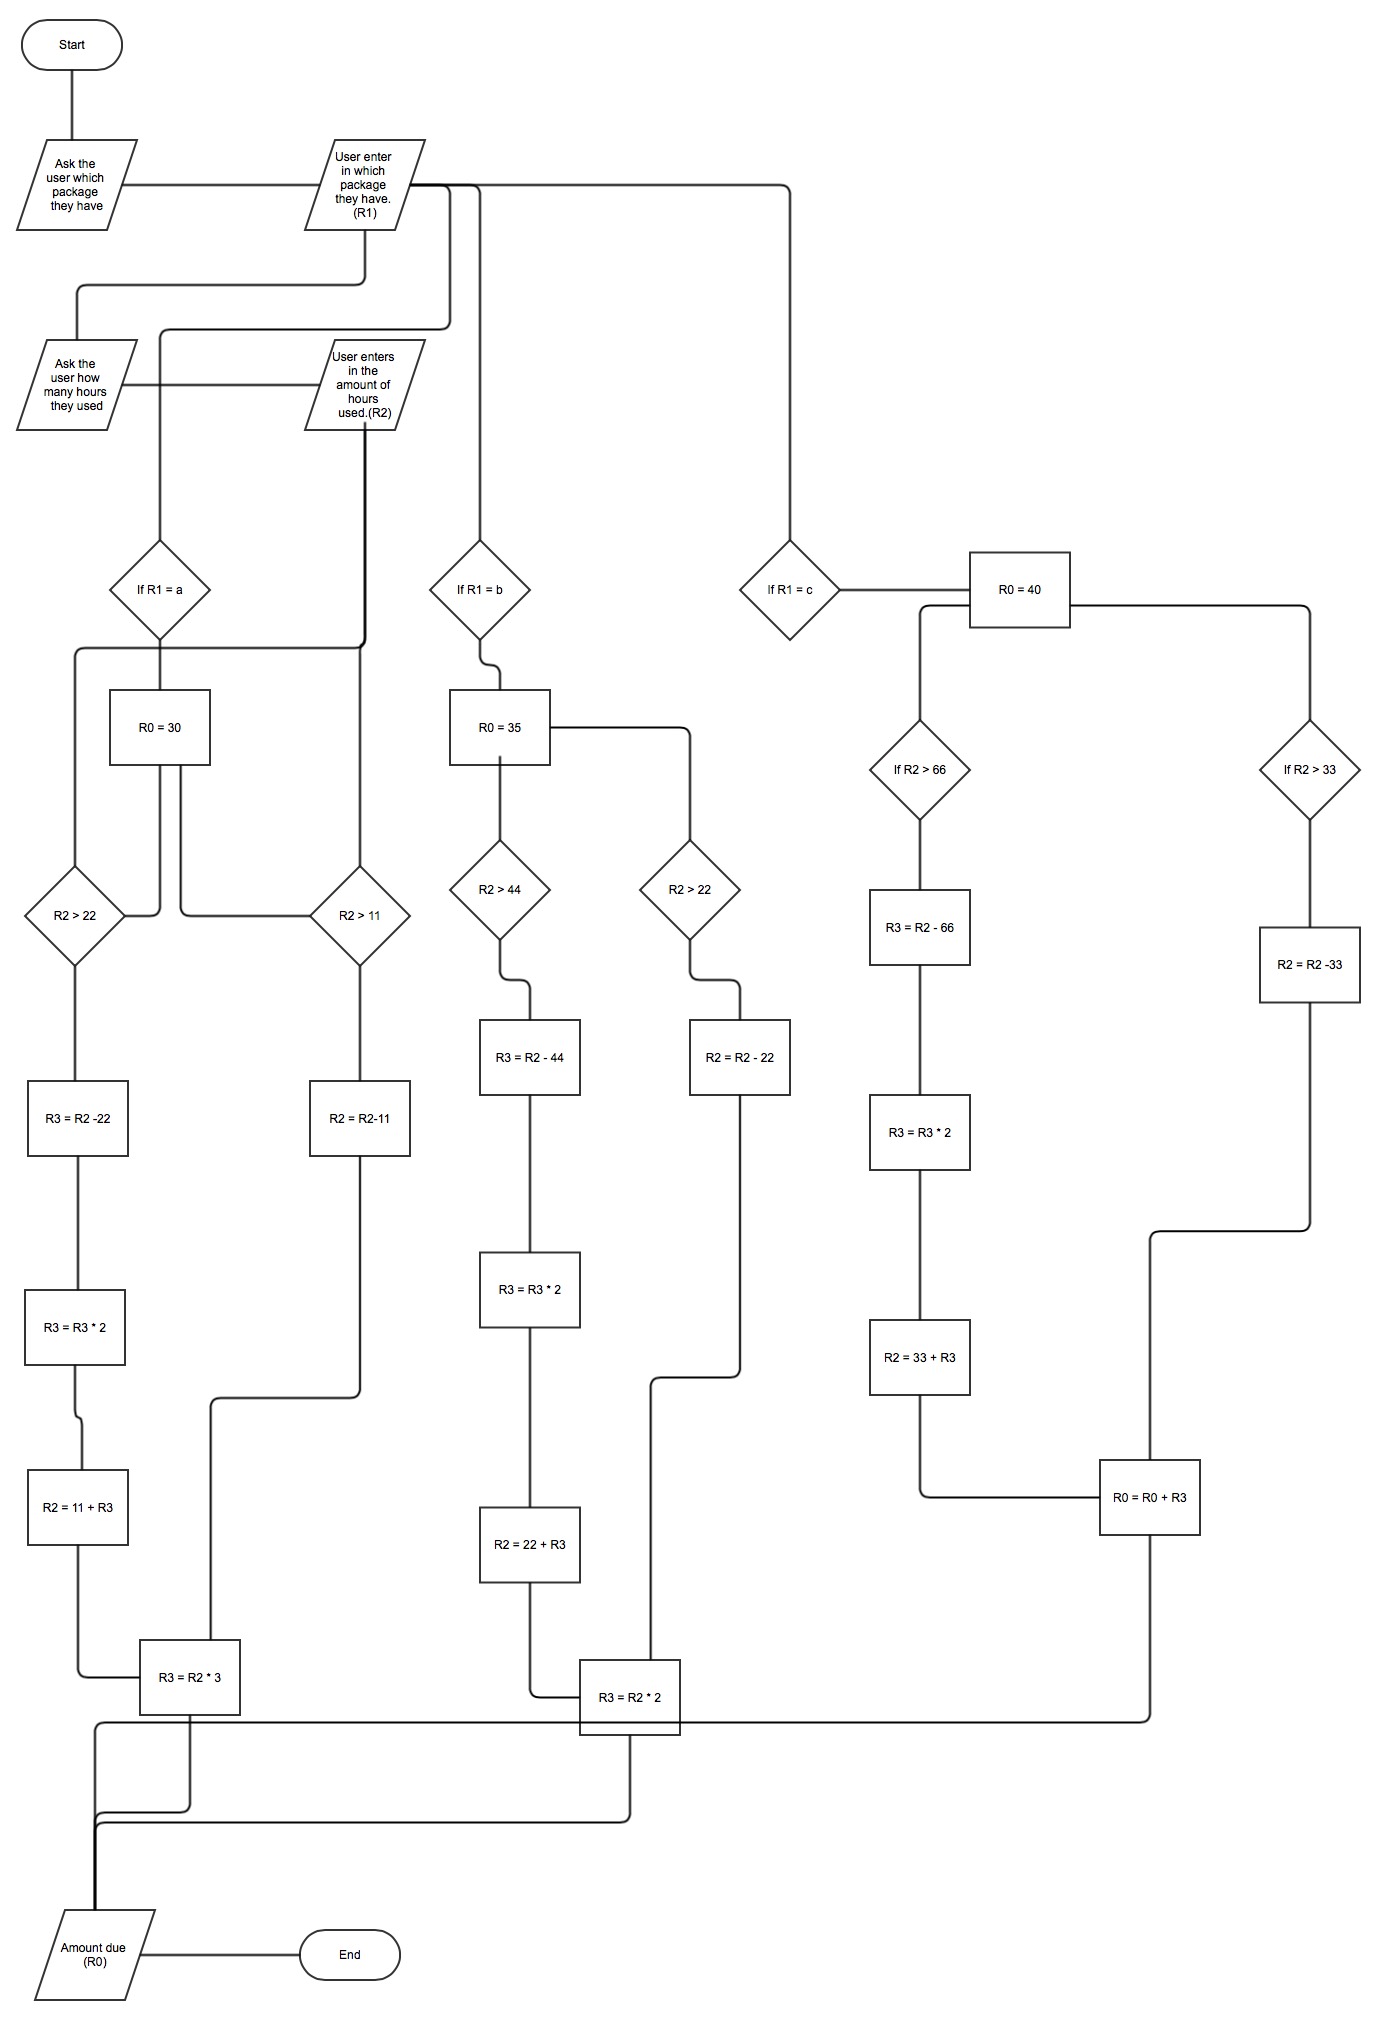 Start
Ask the
user which
package
they have
User enter
in which
package
they have.
(R1)
Ask the
user how
many hours
they used
User enters
in the
amount of
hours
used.(R2)
If R1 = a
If R1 = b
If R1 = c
R0 = 40
R0 = 30
R0 = 35
If R2 > 66
If R2 > 33
R2 > 22
R2 > 11
R2 > 44
R2 > 22
R3 = R2 - 66
R2 = R2 -33
R3 = R2 - 44
R2 = R2 - 22
R3 = R2 -22
R2 = R2-11
R3 = R3 * 2
R3 = R3 * 2
R3 = R3 * 2
R2 = 33 + R3
R2 = 11 + R3
R2 = 22 + R3
R0 = R0 + R3
R3 = R2 * 3
R3 = R2 * 2
Amount due
(R0)
End